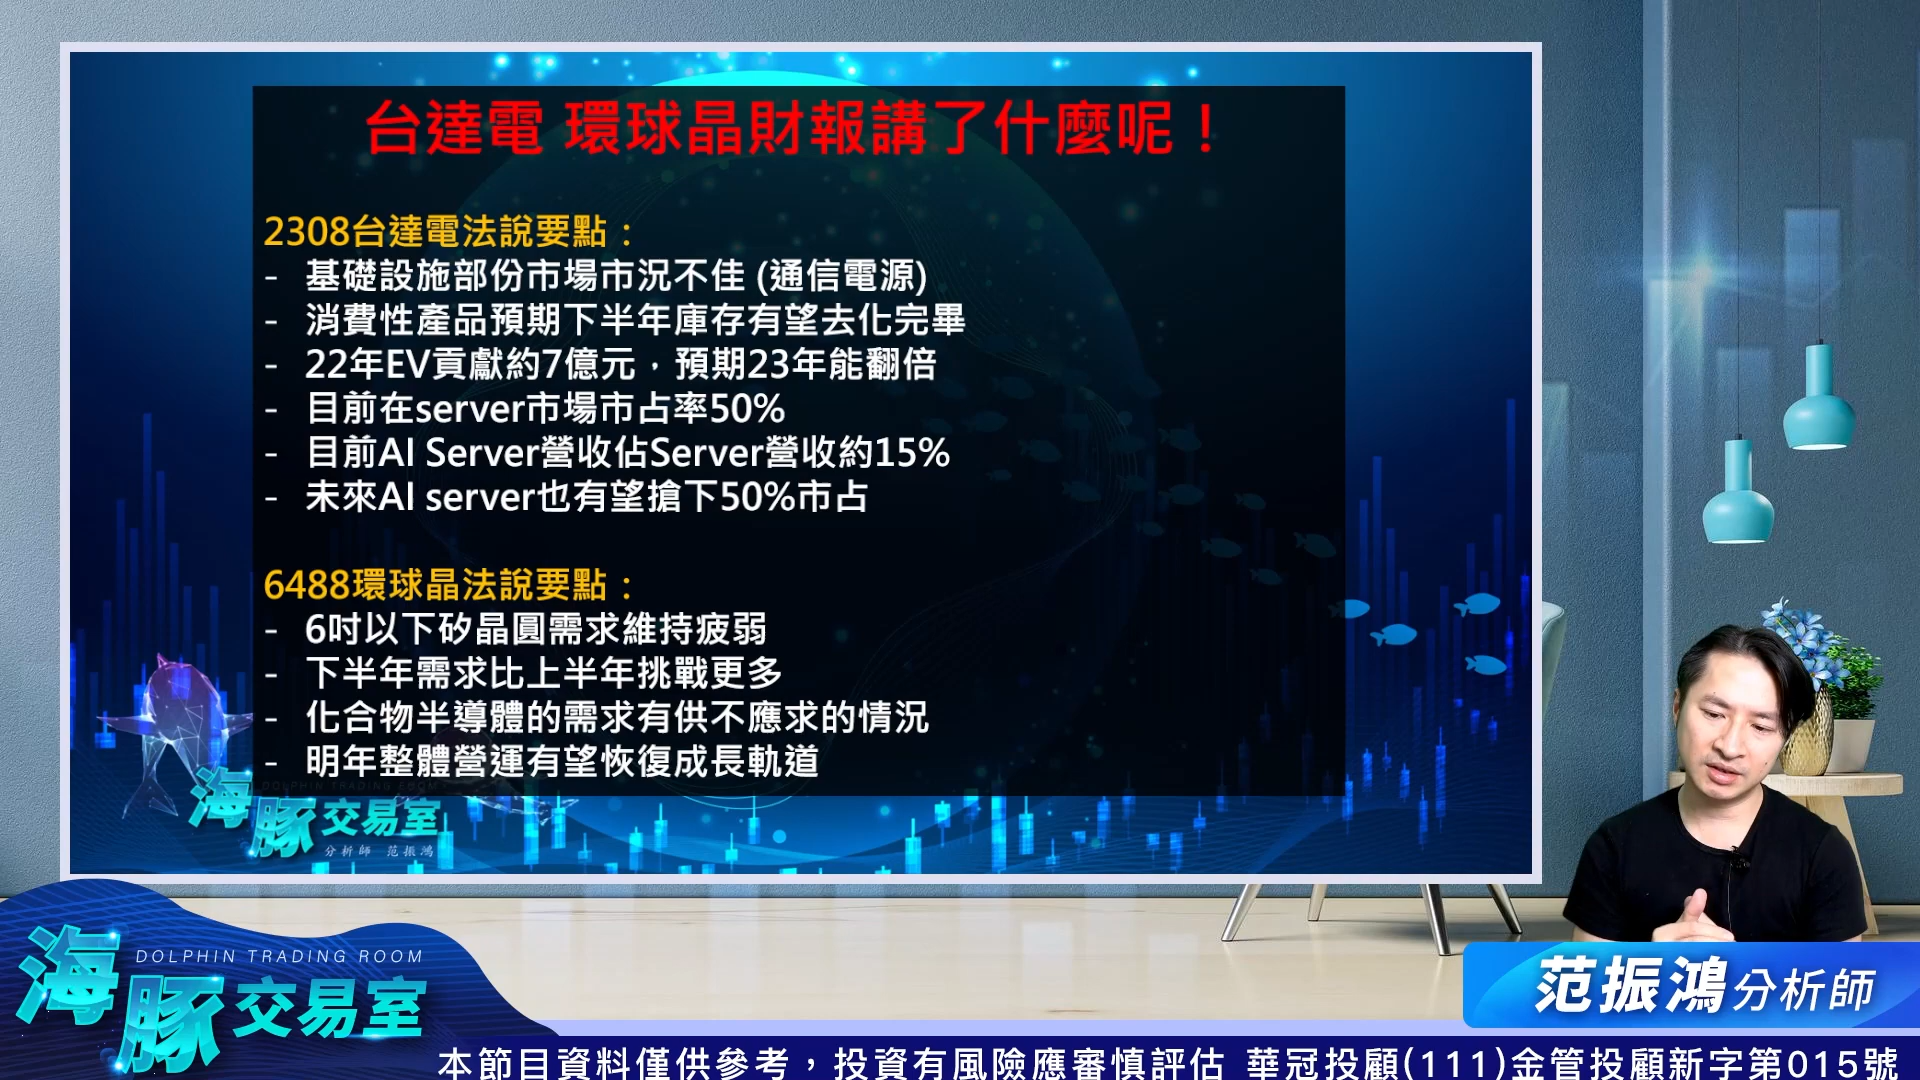 台達電 環球晶財報講了什麼呢！
2308台達電法說要點：
- 基礎設施部份市場市況不佳 (通信電源)
- 消費性產品預期下半年庫存有望去化完畢
- 22年EV貢獻約7億元，預期23年能翻倍
- 目前在server市場市占率50%
- 目前AI Server營收佔Server營收約15%
- 未來AI server也有望搶下50%市占
6488環球晶法說要點：
- 6吋以下矽晶圓需求維持疲弱
- 下半年需求比上半年挑戰更多
- 化合物半導體的需求有供不應求的情況
- 明年整體營運有望恢復成長軌道
DOLPHIN TRADING ROOM
海豚交易室
分析師 范振鴻
DOLPHIN TRADING ROOM
海豚交易室
范振鴻分析師
本節目資料僅供參考，投資有風險應審慎評估 華冠投顧(111)金管投顧新字第015號